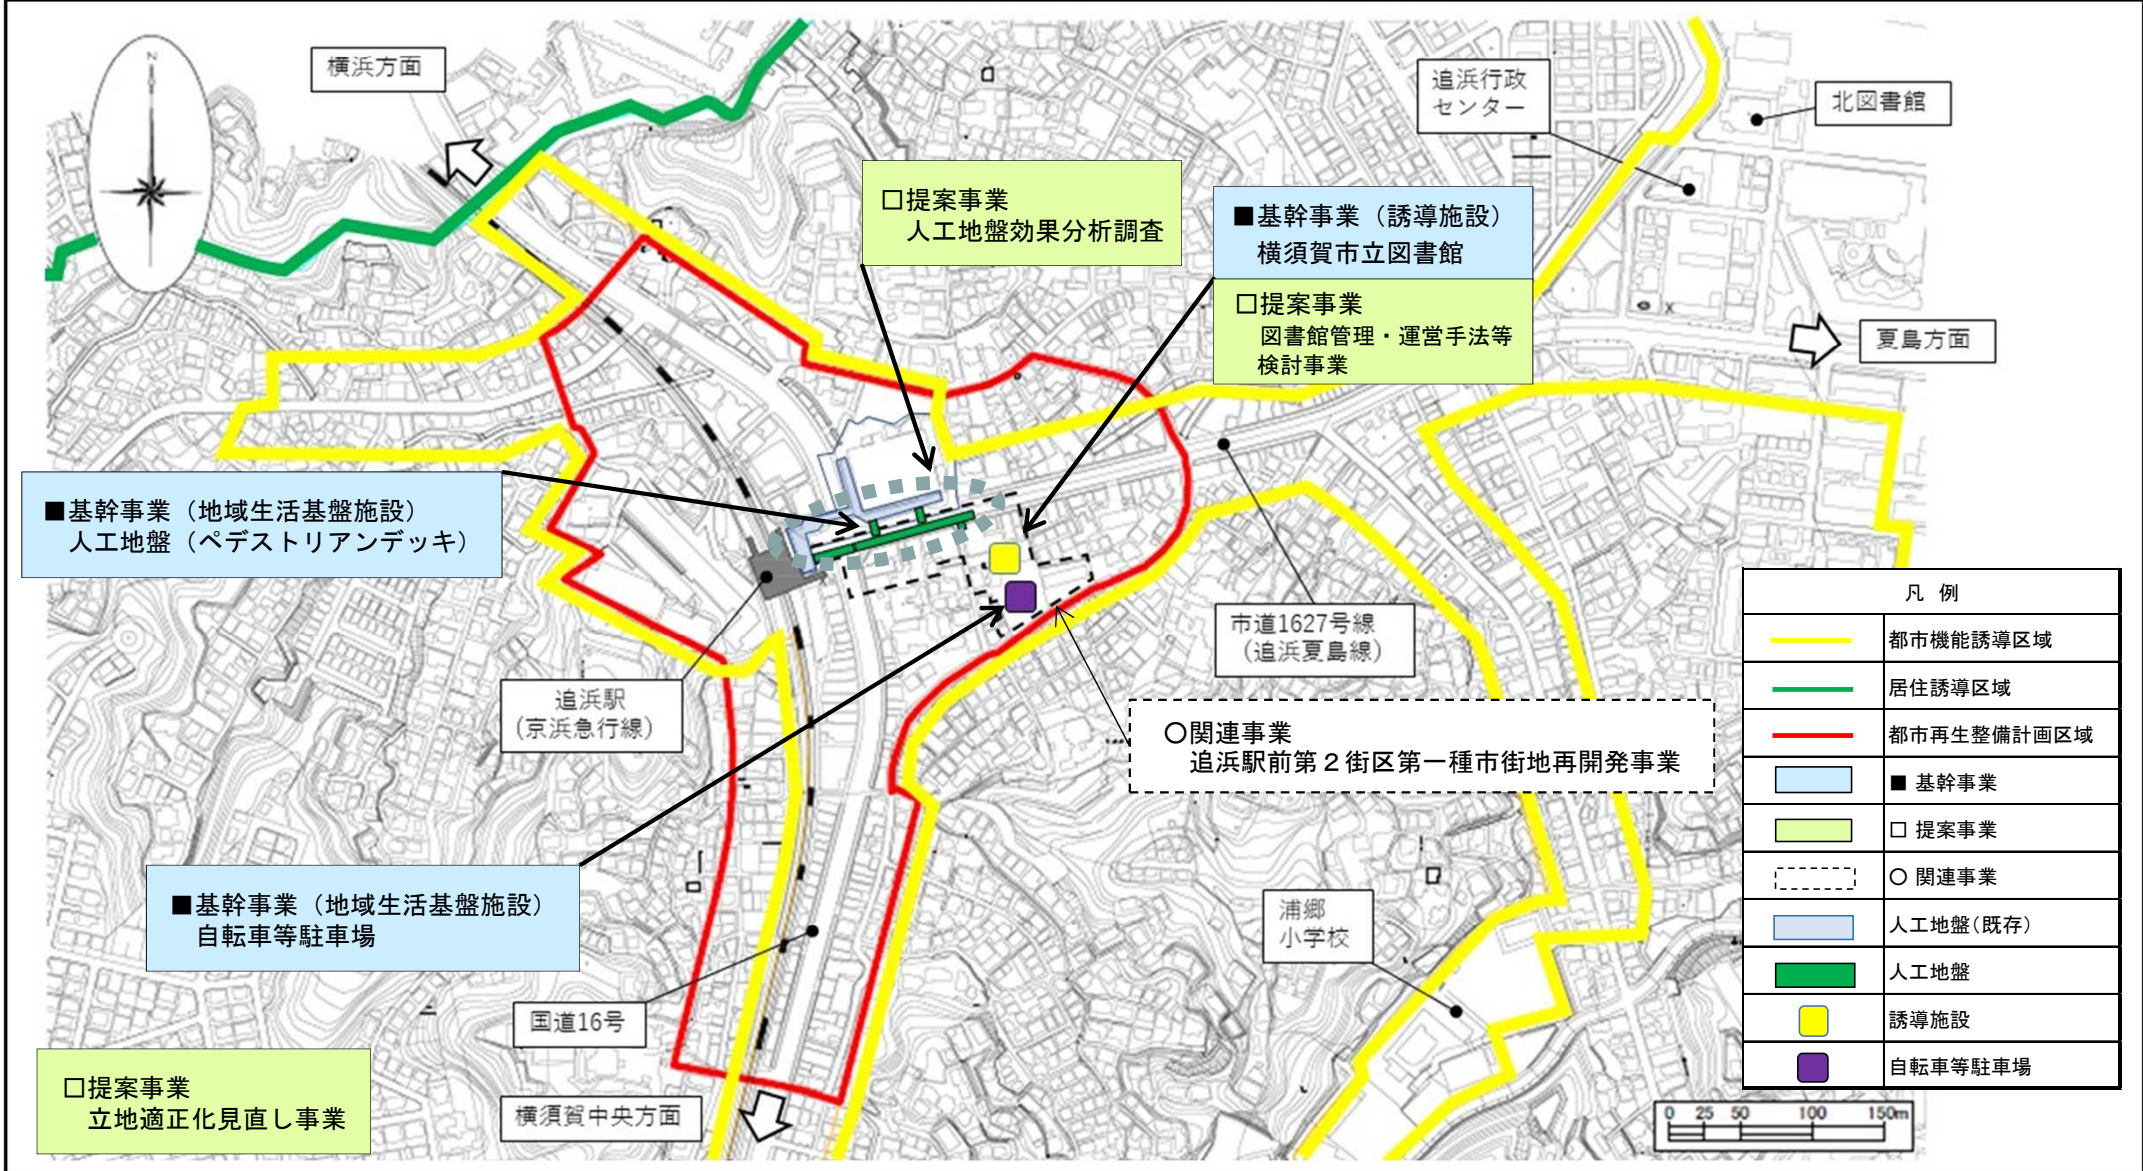 N
横浜方面
追浜行政
センター
北図書館
□提案事業
人工地盤効果分析調査
■基幹事業（誘導施設）
横須賀市立図書館
□提案事業
図書館管理・運営手法等
検討事業
夏島方面
■基幹事業（地域生活基盤施設）
人工地盤（ペデストリアンデッキ）
市道1627号線
（追浜夏島線）
追浜駅
(京浜急行線)
〇関連事業
追浜駅前第２街区第一種市街地再開発事業
■基幹事業（地域生活基盤施設）
自転車等駐車場
浦郷
小学校
国道16号
□提案事業
立地適正化見直し事業
横須賀中央方面
凡 例
都市機能誘導区域
居住誘導区域
都市再生整備計画区域
■ 基幹事業
□ 提案事業
〇 関連事業
人工地盤（既存）
人工地盤
誘導施設
自転車等駐車場
0 25 50 100 150m